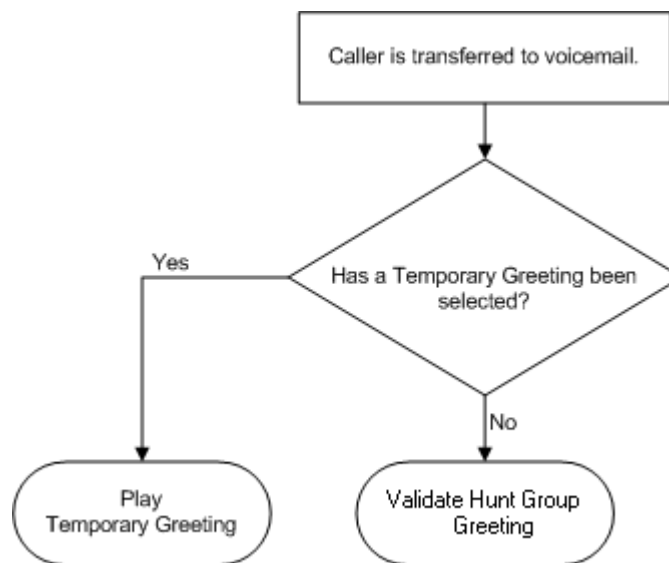 Caller is transferred to voicemail.
Has a Temporary Greeting been
selected?
Yes
No
Play
Temporary Greeting
Validate Hunt Group
Greeting